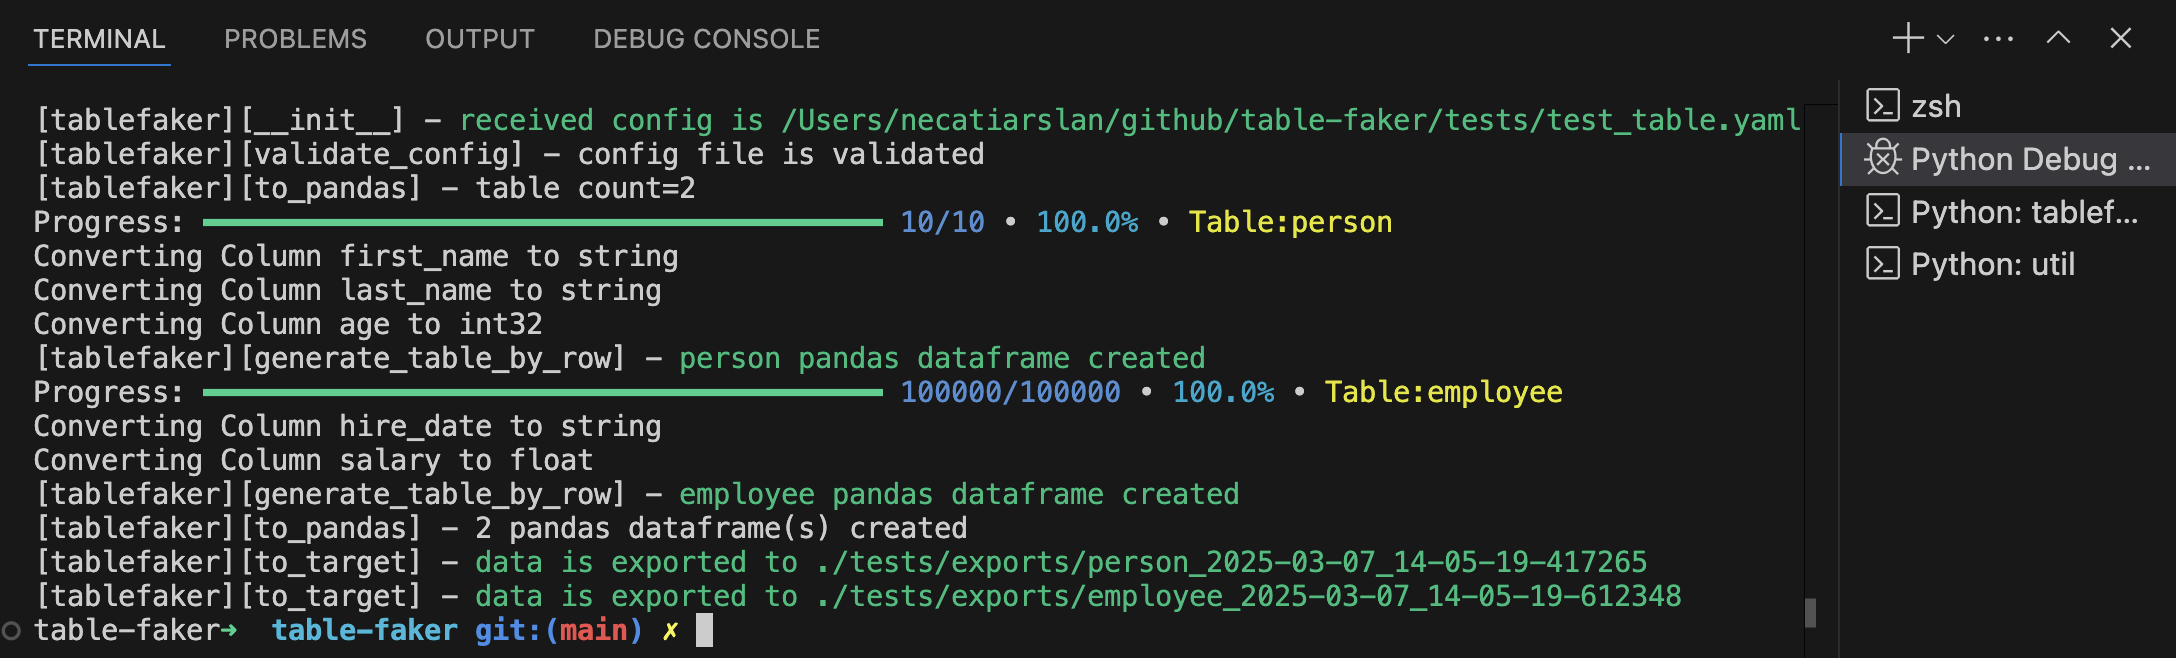 TERMINAL PROBLEMS OUTPUT DEBUG CONSOLE
[tablefaker][__init__] - received config is /Users/necatiarslan/github/table-faker/tests/test_table.yaml
[tablefaker][validate_config] - config file is validated
[tablefaker][to_pandas] - table count=2
Progress: 10/10 • 100.0% • Table:person
Converting Column first_name to string
Converting Column last_name to string
Converting Column age to int32
[tablefaker][generate_table_by_row] - person pandas dataframe created
Progress: 100000/100000 • 100.0% • Table:employee
Converting Column hire_date to string
Converting Column salary to float
[tablefaker][generate_table_by_row] - employee pandas dataframe created
[tablefaker][to_pandas] - 2 pandas dataframe(s) created
[tablefaker][to_target] - data is exported to ./tests/exports/person_2025-03-07_14-05-19-417265
[tablefaker][to_target] - data is exported to ./tests/exports/employee_2025-03-07_14-05-19-612348
table-faker➜ table-faker git:(main) ✗
zsh
Python Debug ...
Python: tablef...
Python: util